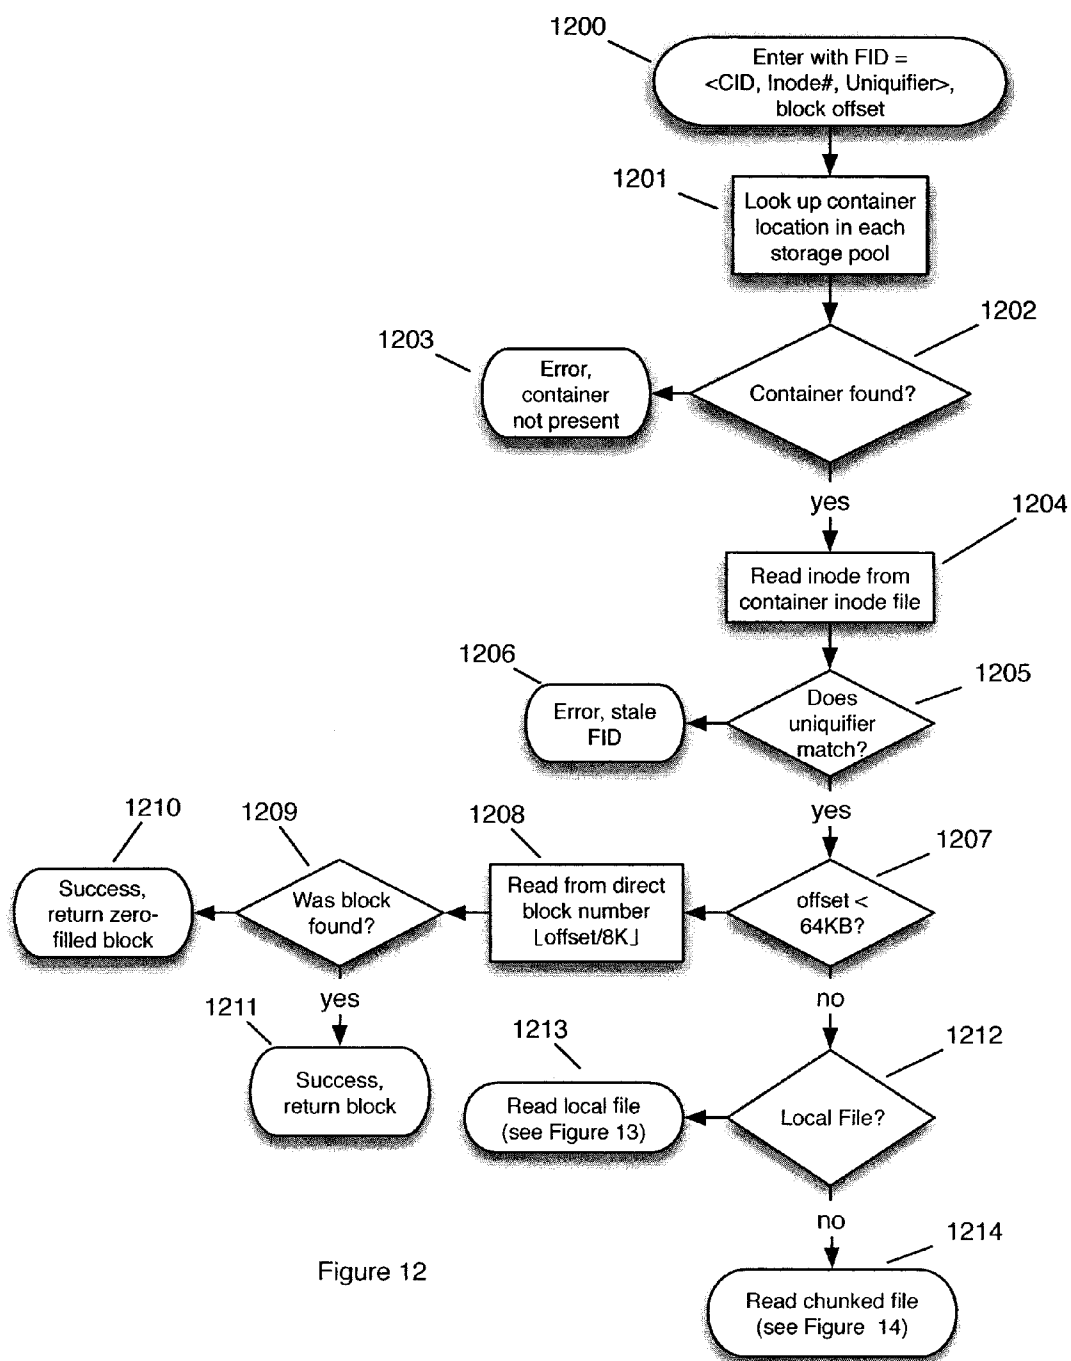 1200
Enter with FID =
<CID, Inode#, Uniquifier>,
block offset
1201
Look up container
location in each
storage pool
1202
Container found?
1203
Error,
container
not present
yes
1204
Read inode from
container inode file
1205
Does
uniquifier
match?
1206
Error, stale
FID
yes
1207
offset <
64KB?
1208
Read from direct
block number
⌊offset/8K⌋
1209
Was block
found?
1210
Success,
return zero-
filled block
yes
1211
Success,
return block
no
1212
Local File?
1213
Read local file
(see Figure 13)
no
1214
Read chunked file
(see Figure 14)
Figure 12